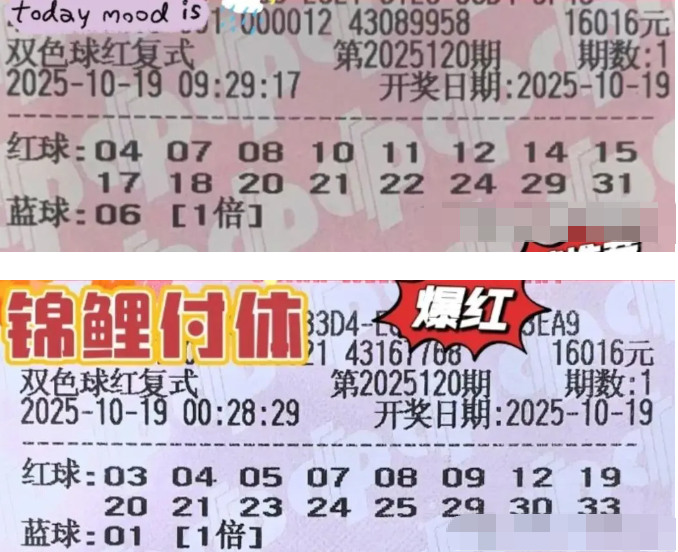 today mood is
000012 43089958 16016元
双色球红复式 第2025120期 期数:1
2025-10-19 09:29:17 开奖日期:2025-10-19
红球:04 07 08 10 11 12 14 15
17 18 20 21 22 24 29 31
蓝球:06 [1倍]
锦鲤付体
爆红
33D4-
EA9
21 43161768 16016元
双色球红复式 第2025120期 期数:1
2025-10-19 00:28:29 开奖日期:2025-10-19
红球:03 04 05 07 08 09 12 19
20 21 23 24 25 29 30 33
蓝球:01 [1倍]